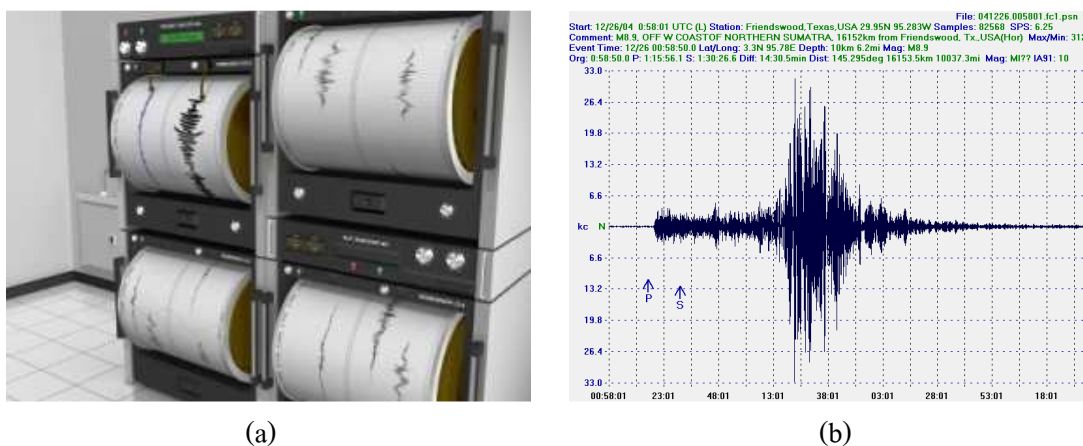 File: 041226.005801.fc1.psn
Start: 12/26/04 0:58:01 UTC (L) Station: Friendswood,Texas,USA 29.95N 95.283W Samples: 82568 SPS: 6.25
Comment: M8.9, OFF W COASTOF NORTHERN SUMATRA. 16152km from Friendswood, Tx.,USA(Hor) Max/Min: 312
Event Time: 12/26 00:58:50.0 Lat/Long: 3.3N 95.78E Depth: 10km 6.2mi Mag: M8.9
Org: 0:58:50.0 P: 1:15:56.1 S: 1:30:26.6 Diff: 14:30.5min Dist: 145.295deg 16153.5km 10037.3mi Mag: Ml?? IA91: 10
33.0
26.4
19.8
13.2
6.6
kc N
6.6
13.2
P
S
19.8
26.4
33.0
00:58:01 23:01 48:01 13:01 38:01 03:01 28:01 53:01 18:01
(a) (b)